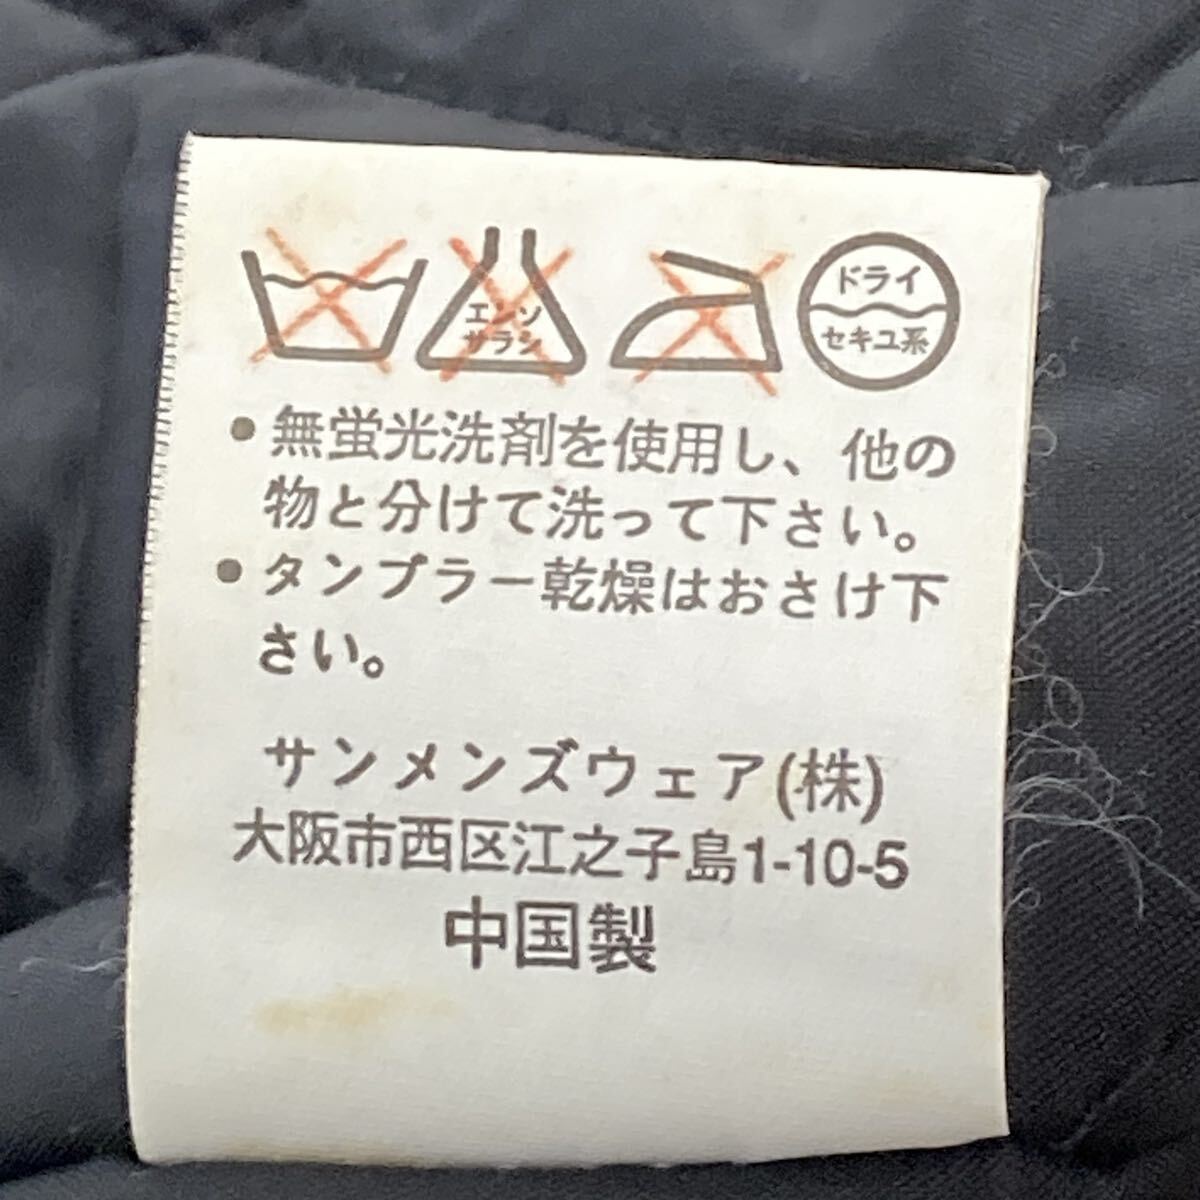 エンソ
サラシ
ドライ
セキユ系
• 無蛍光洗剤を使用し、他の
物と分けて洗って下さい。
• タンブラー乾燥はおさけ下
さい。
サンメンズウェア(株)
大阪市西区江之子島1-10-5
中国製